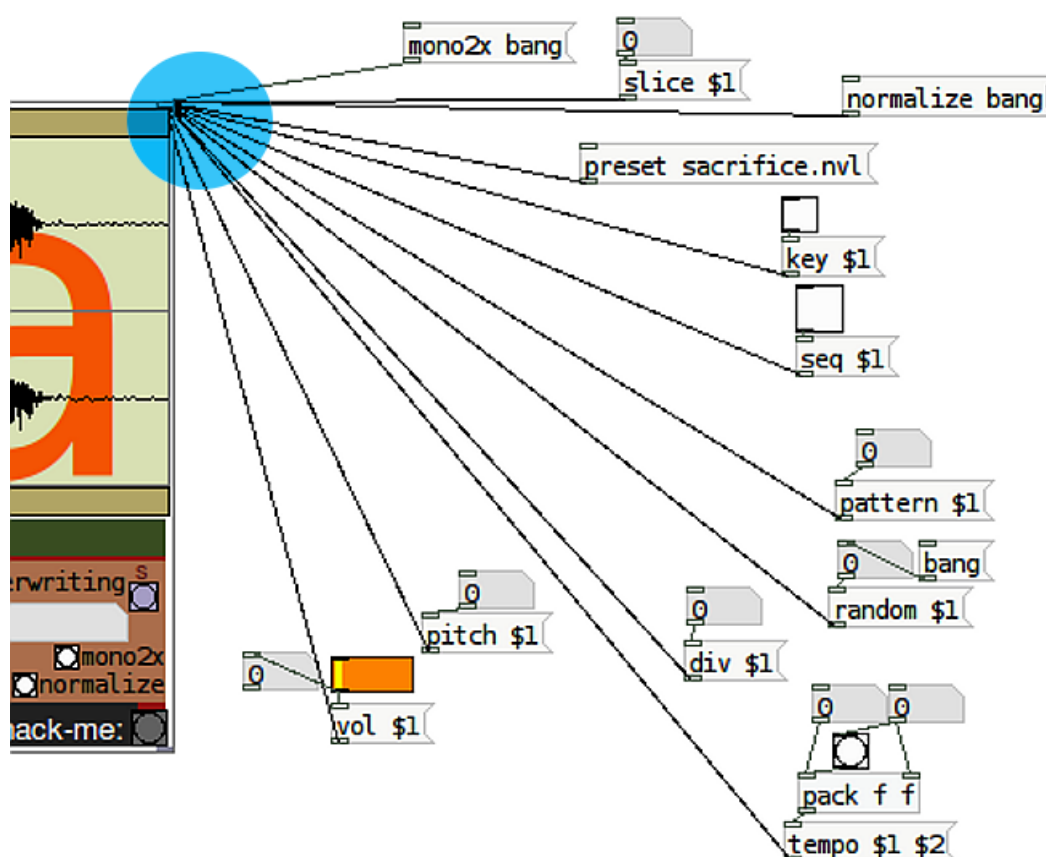 mono2x bang
0
slice $1
normalize bang
preset sacrifice.nvl
key $1
seq $1
0
pattern $1
0
bang
random $1
0
pitch $1
0
div $1
0
vol $1
0
0
pack f f
tempo $1 $2
a
erwriting
s
mono2x
normalize
ack-me: